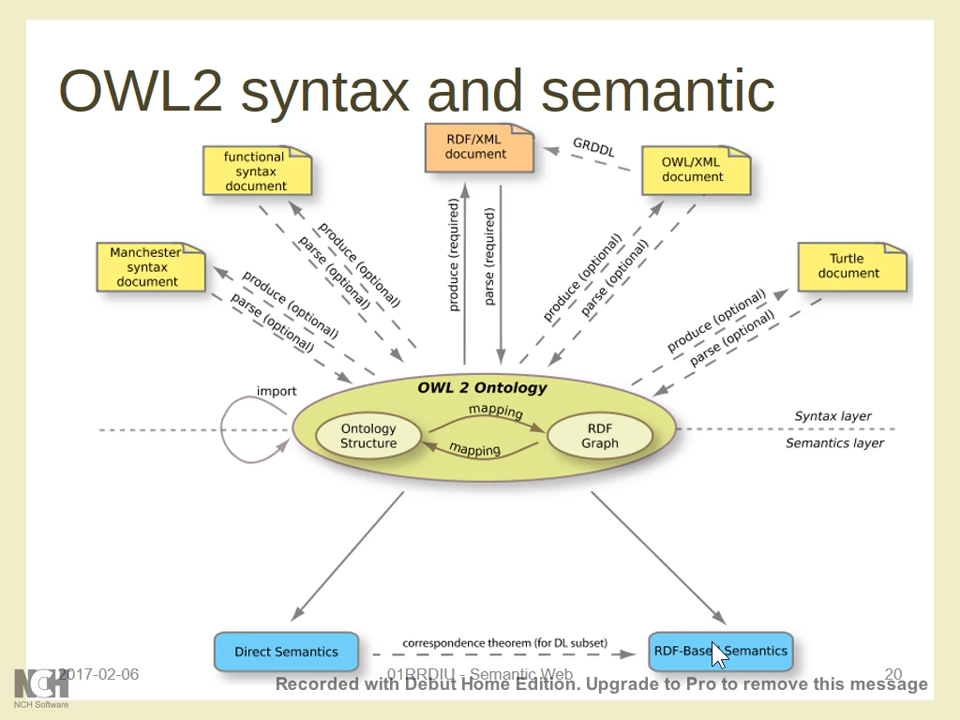 OWL2 syntax and semantic
RDF/XML
document
GRDDL
OWL/XML
document
functional
syntax
document
Manchester
syntax
document
Turtle
document
produce (optional)
parse (optional)
produce (optional)
parse (optional)
produce (required)
parse (required)
produce (optional)
parse (optional)
produce (optional)
parse (optional)
import
OWL 2 Ontology
Ontology
Structure
mapping
mapping
RDF
Graph
Syntax layer
Semantics layer
Direct Semantics
correspondence theorem (for DL subset)
RDF-Based Semantics
2017-02-06
01RRDIU - Semantic Web
20
NCH
NCH Software
Recorded with Debut Home Edition. Upgrade to Pro to remove this message